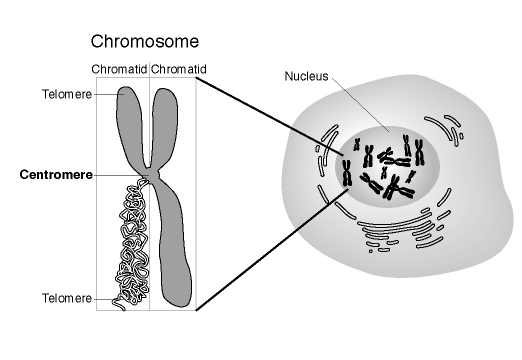 Chromosome
Chromatid Chromatid
Telomere
Nucleus
Centromere
Telomere